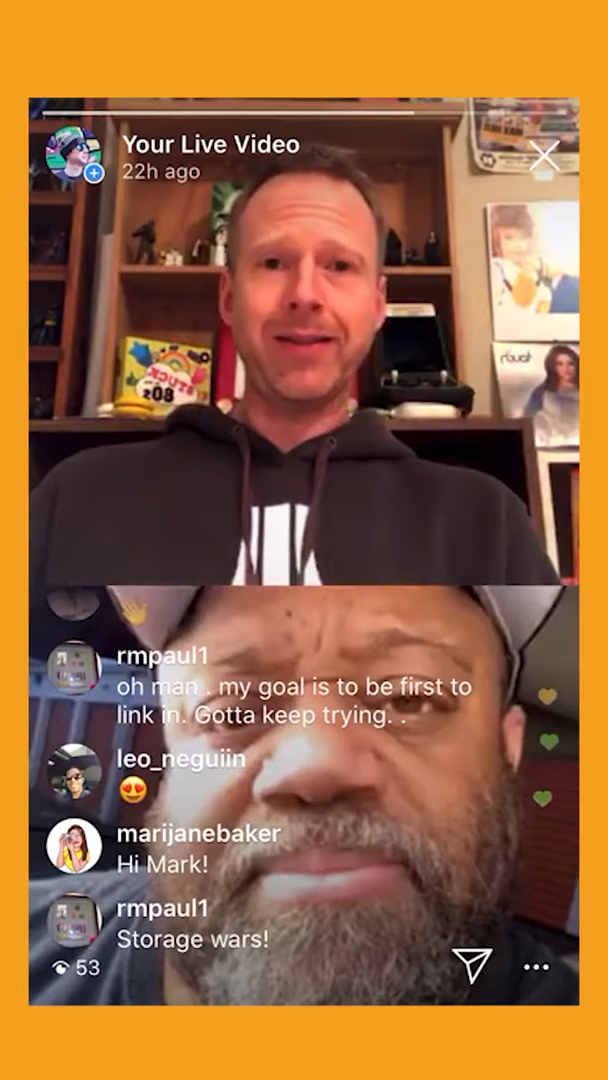 Your Live Video
22h ago
rmpaul1
oh man . my goal is to be first to
link in. Gotta keep trying. .
leo_neguiin
😍
marijanebaker
Hi Mark!
rmpaul1
Storage wars!
53